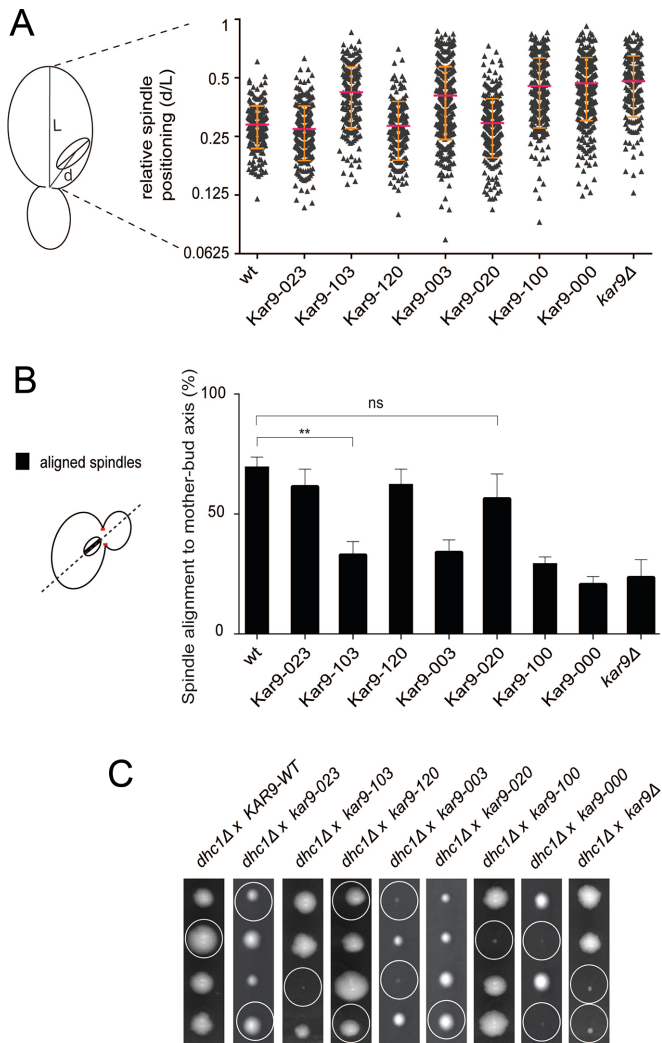 A
L
d
relative spindle
positioning (d/L)
1
0.5
0.25
0.125
0.0625
wt
Kar9-023
Kar9-103
Kar9-120
Kar9-003
Kar9-020
Kar9-100
Kar9-000
kar9Δ
B
aligned spindles
Spindle alignment to mother-bud axis (%)
100
50
0
ns
**
wt
Kar9-023
Kar9-103
Kar9-120
Kar9-003
Kar9-020
Kar9-100
Kar9-000
kar9Δ
C
dhc1Δ x KAR9-WT
dhc1Δ x kar9-023
dhc1Δ x kar9-103
dhc1Δ x kar9-120
dhc1Δ x kar9-003
dhc1Δ x kar9-020
dhc1Δ x kar9-100
dhc1Δ x kar9-000
dhc1Δ x kar9Δ